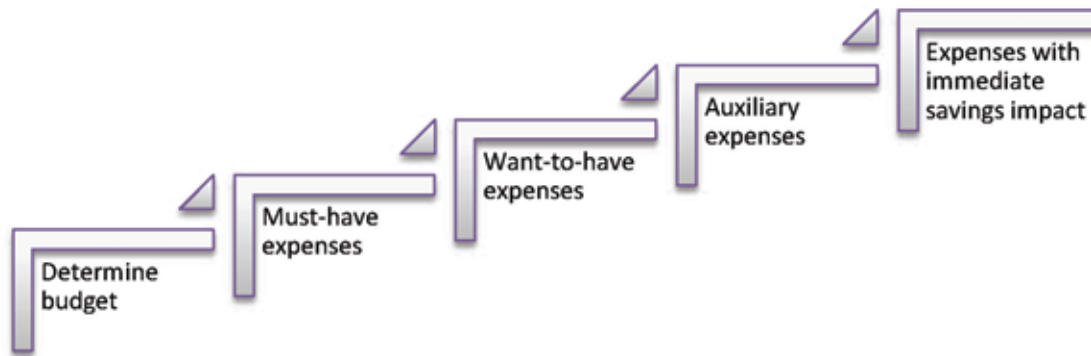 Determine
budget
Must-have
expenses
Want-to-have
expenses
Auxiliary
expenses
Expenses with
immediate
savings impact